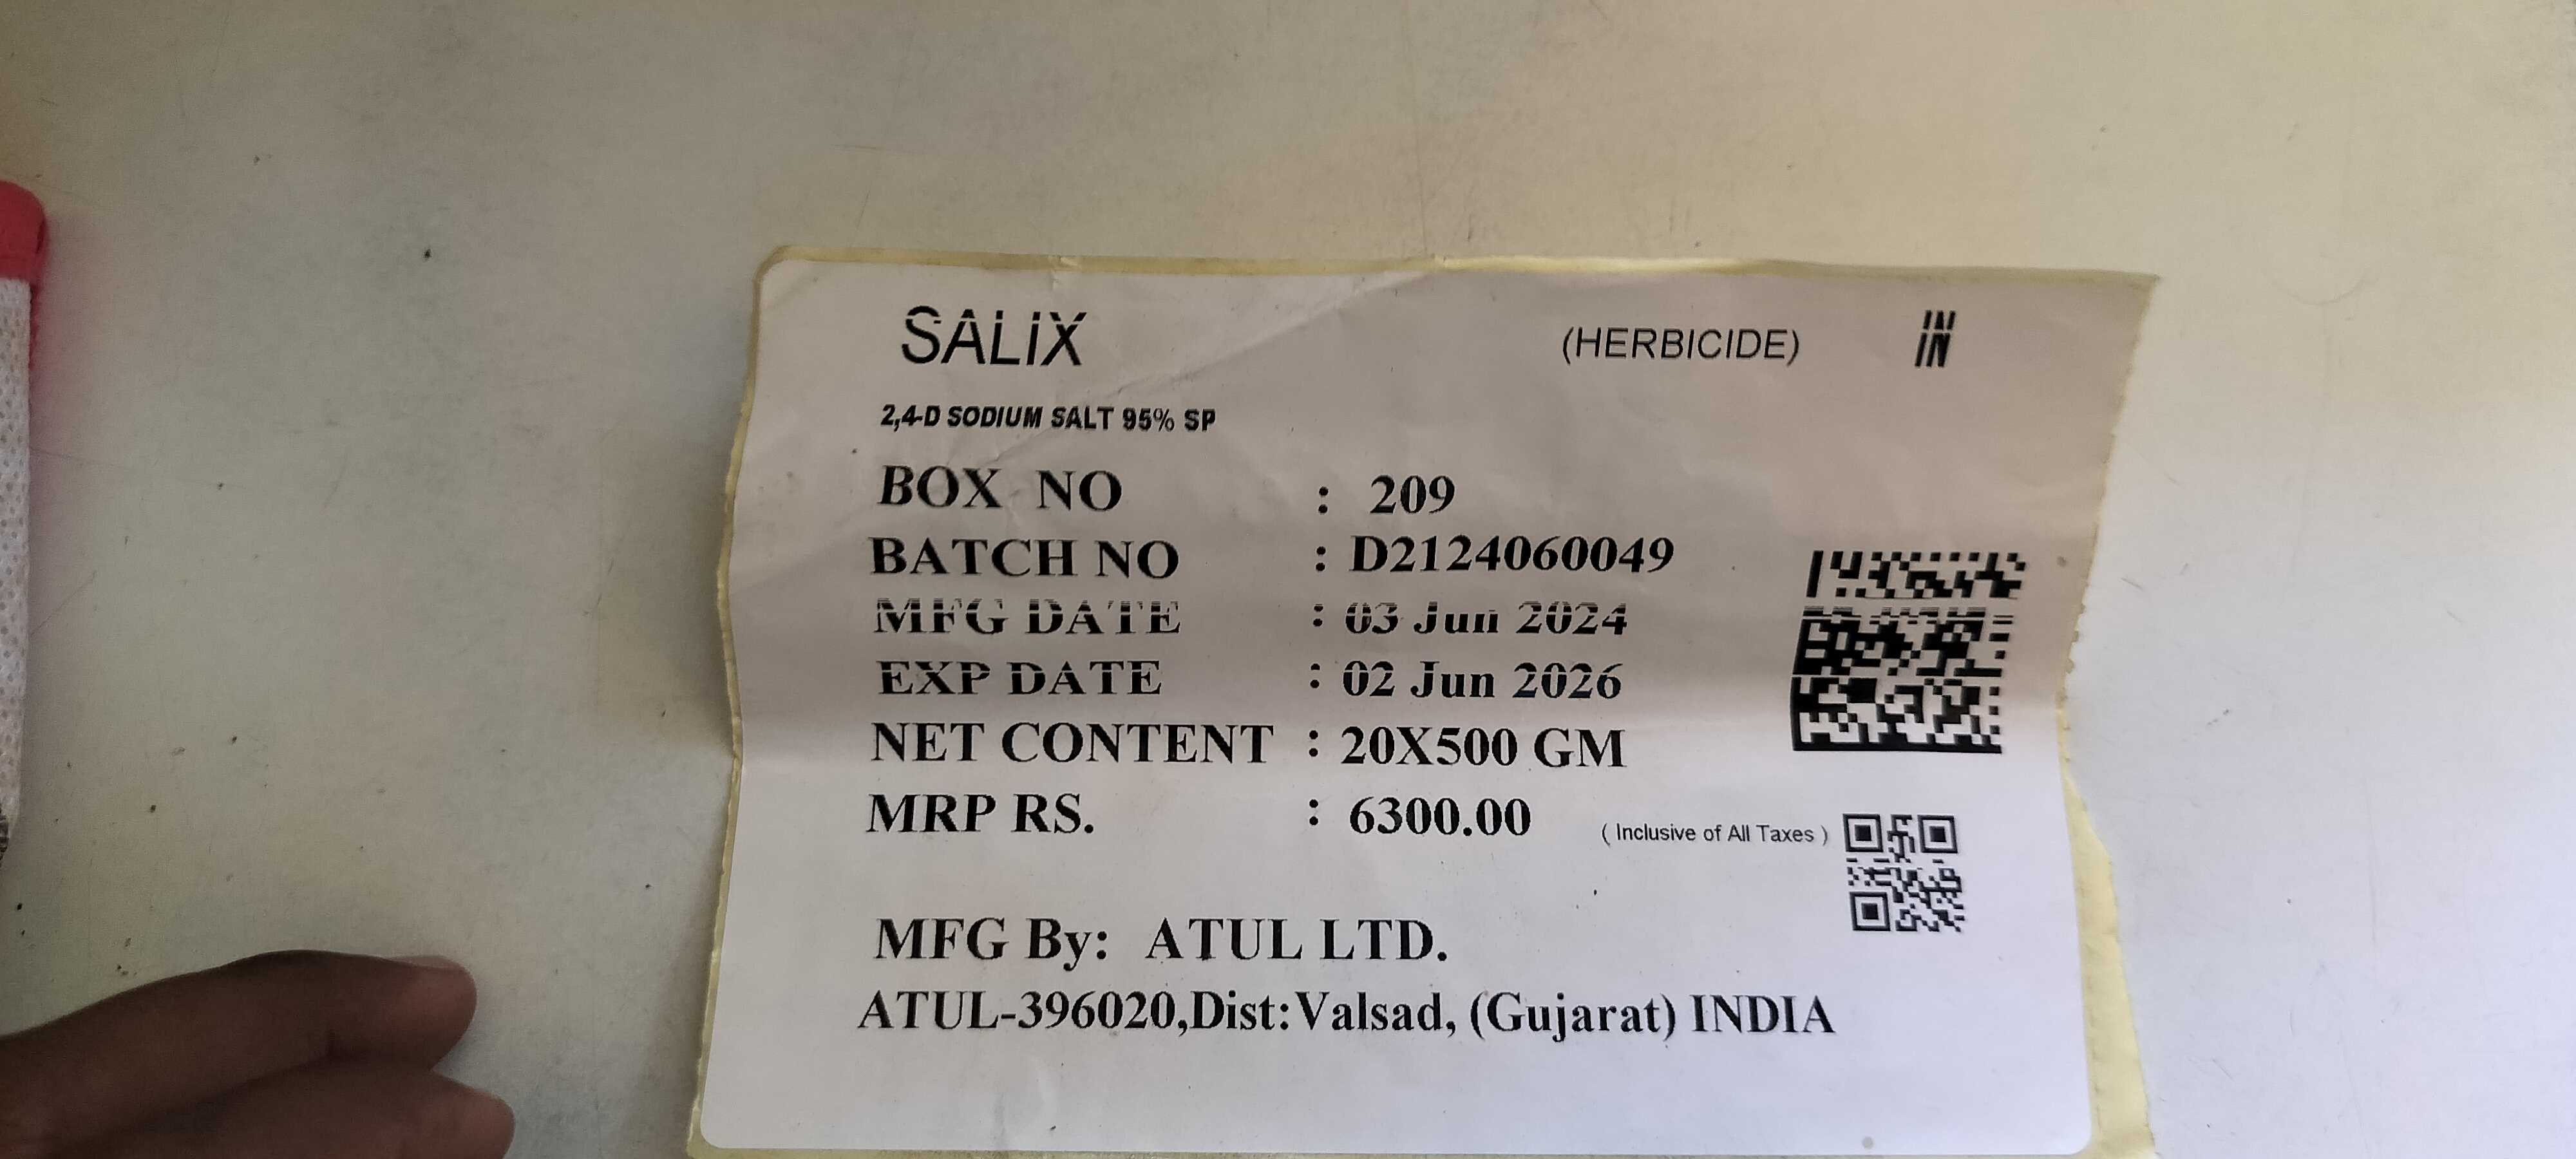 SALIX (HERBICIDE) IN
2,4-D SODIUM SALT 95% SP
BOX NO : 209
BATCH NO : D2124060049
MFG DATE : 03 Jun 2024
EXP DATE : 02 Jun 2026
NET CONTENT : 20X500 GM
MRP RS. : 6300.00 ( Inclusive of All Taxes )
MFG By: ATUL LTD.
ATUL-396020,Dist:Valsad, (Gujarat) INDIA